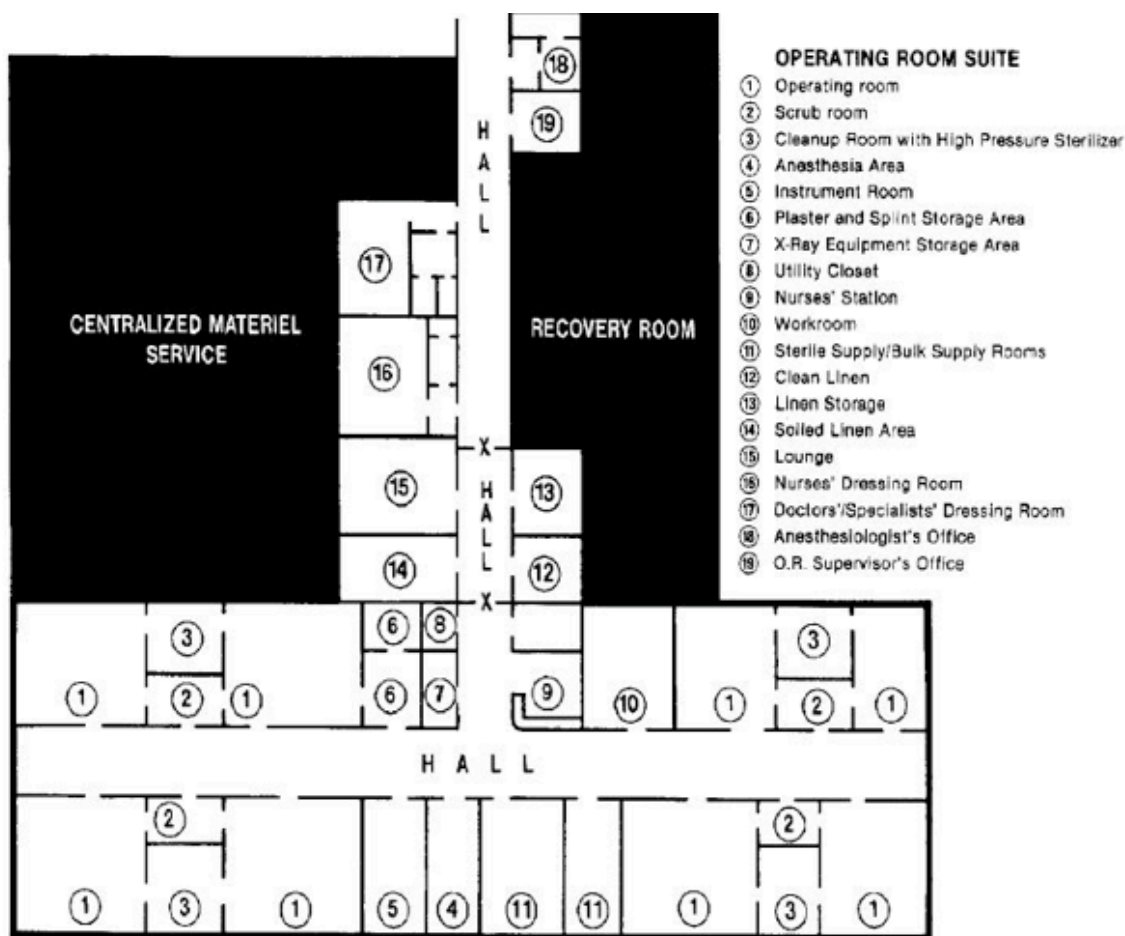 OPERATING ROOM SUITE
① Operating room
② Scrub room
③ Cleanup Room with High Pressure Sterilizer
④ Anesthesia Area
⑤ Instrument Room
⑥ Plaster and Splint Storage Area
⑦ X-Ray Equipment Storage Area
⑧ Utility Closet
⑨ Nurses' Station
⑩ Workroom
⑪ Sterile Supply/Bulk Supply Rooms
⑫ Clean Linen
⑬ Linen Storage
⑭ Soiled Linen Area
⑮ Lounge
⑯ Nurses' Dressing Room
⑰ Doctors'/Specialists' Dressing Room
⑱ Anesthesiologist's Office
⑲ O.R. Supervisor's Office
⑱
⑲
HALL
⑰
CENTRALIZED MATERIEL
SERVICE
RECOVERY ROOM
⑯
X
⑮
HALL
⑬
⑭
⑫
X
③ ⑥ ⑧ ③
① ② ① ⑥ ⑦ ⑨ ⑩ ① ② ①
HALL
② ②
① ③ ① ⑤ ④ ⑪ ⑪ ① ③ ①